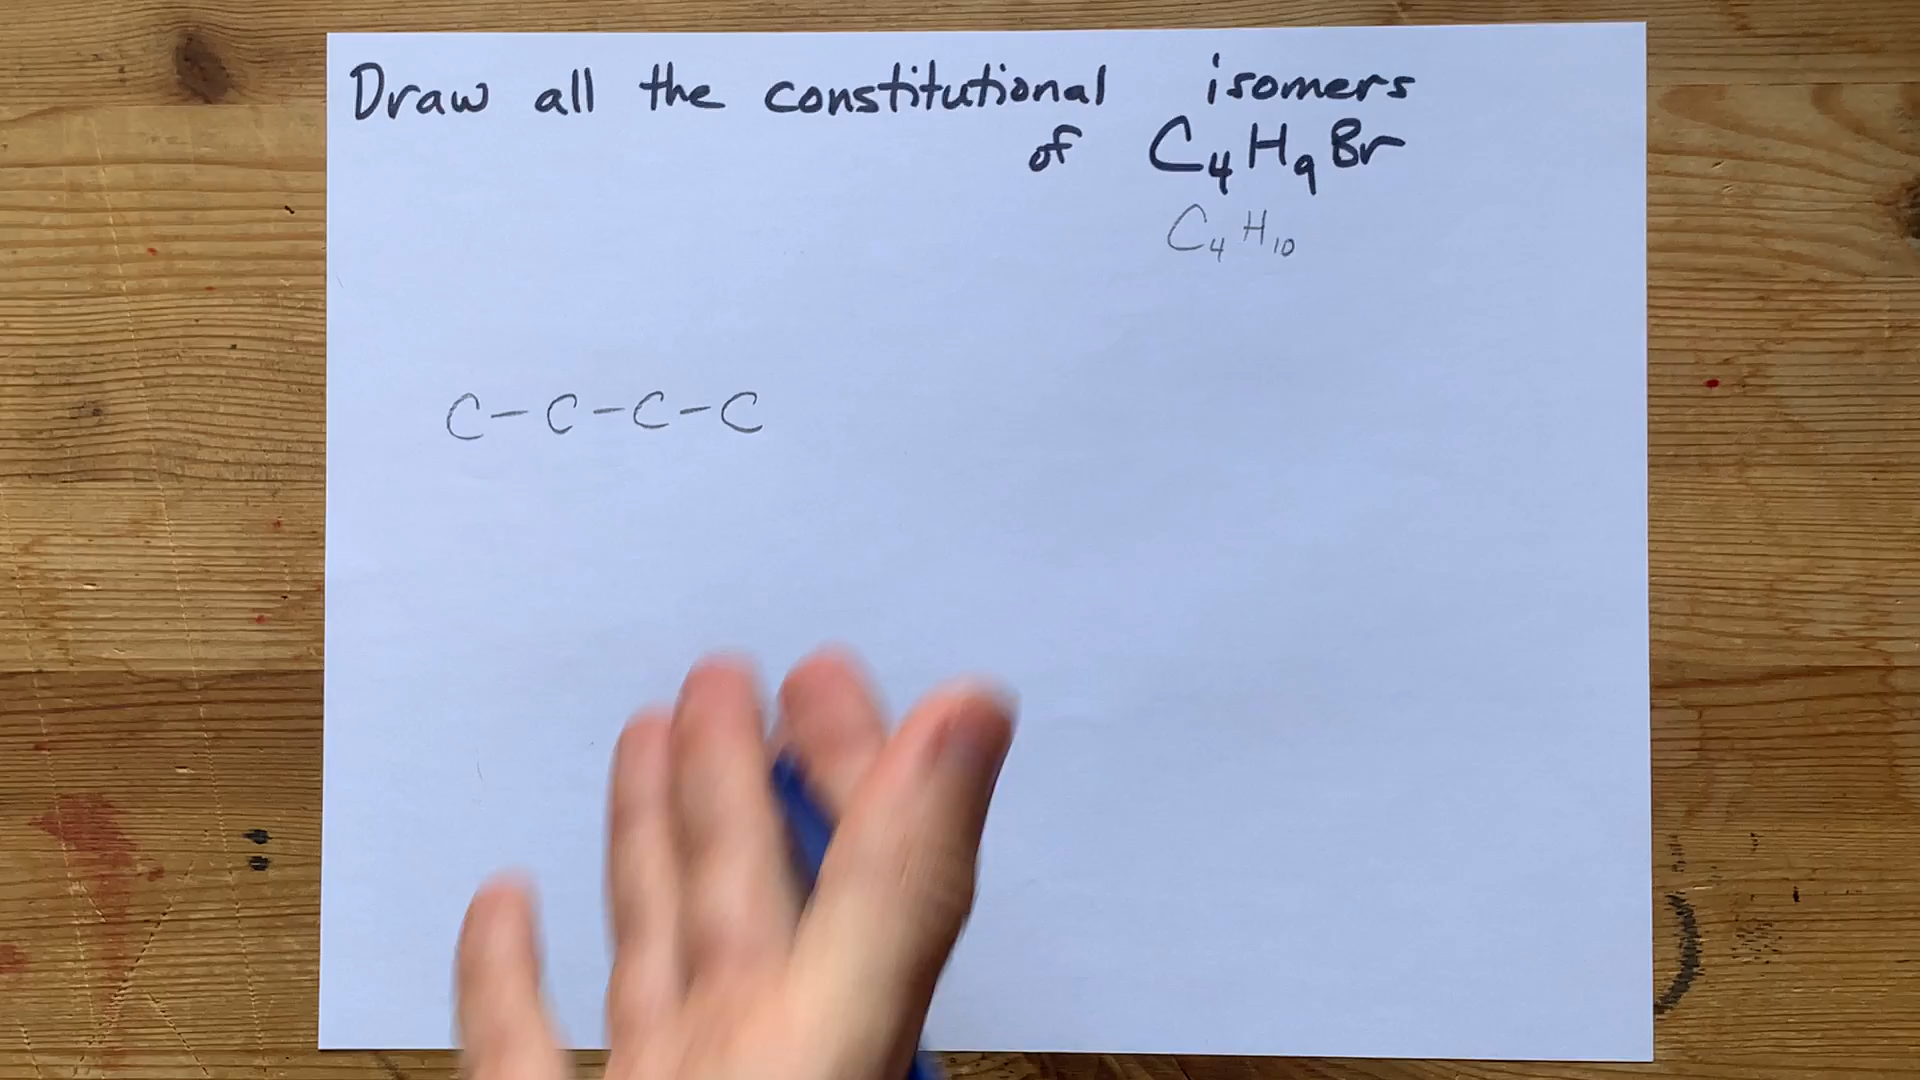 Draw all the constitutional isomers
of C₄H₉Br
C₄H₁₀
C-C-C-C